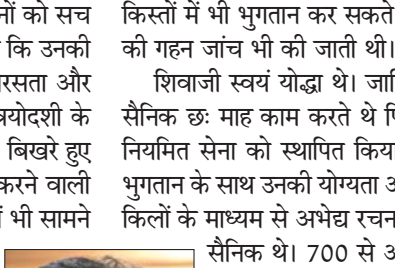 नों को सच
कि उनकी
रसता और
त्रयोदशी के
बिखरे हुए
करने वाली
भी सामने
किस्तों में भी भुगतान कर सकते
की गहन जांच भी की जाती थी।
शिवाजी स्वयं योद्धा थे।
सैनिक छः माह काम करते थे
नियमित सेना को स्थापित
भुगतान के साथ उनकी योग्यता
किलों के माध्यम से अभेद्य
सैनिक थे। 700 से